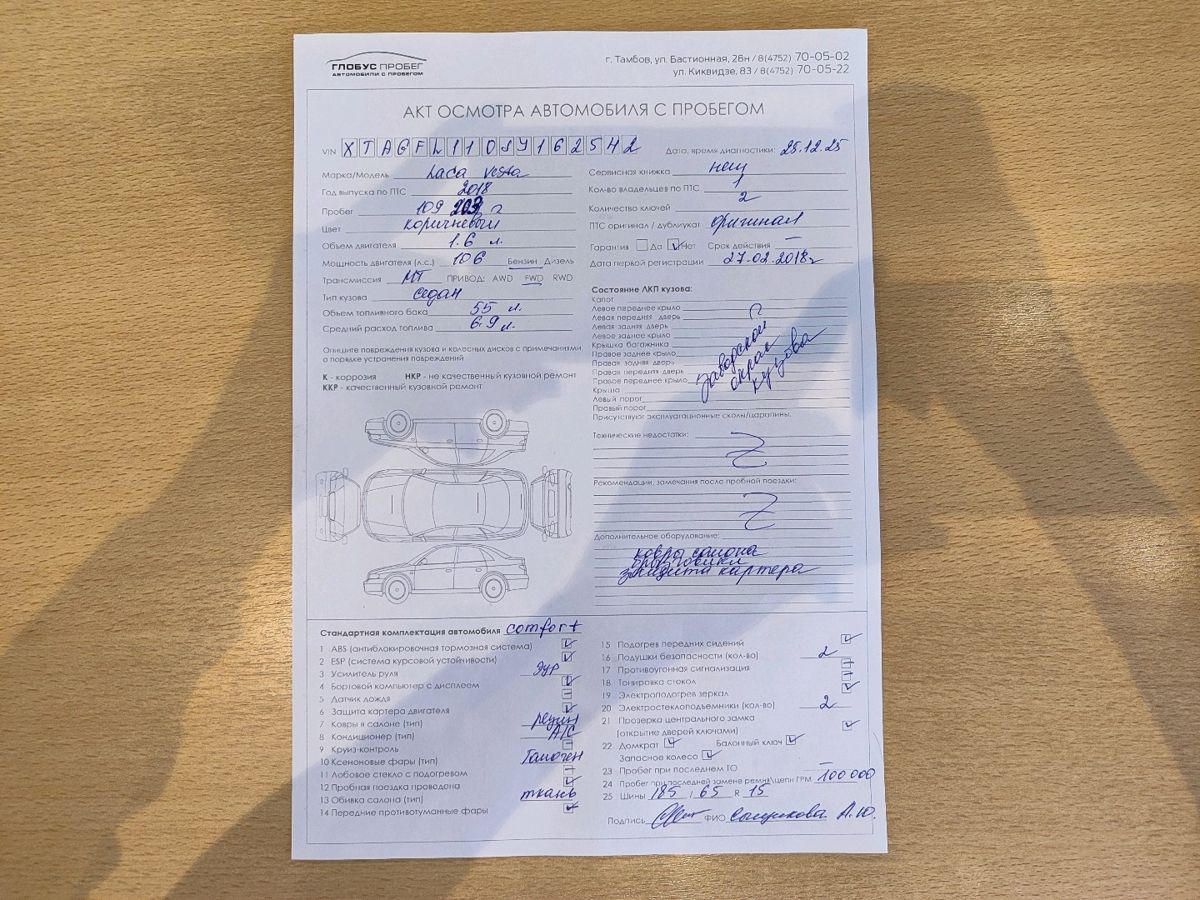 ГЛОБУС ПРОБЕГ
АВТОМОБИЛИ С ПРОБЕГОМ
г. Тамбов, ул. Бастионная, 26н / 8(4752) 70-05-02
ул. Киквидзе, 83 / 8(4752) 70-05-22
АКТ ОСМОТРА АВТОМОБИЛЯ С ПРОБЕГОМ
VIN XTAGFL110JY162542
Дата, время диагностики: 25.12.25
Марка/Модель Lada Vesta
Год выпуска по ПТС 2018
Пробег 109 203
Цвет коричневый
Объем двигателя 1.6 л.
Мощность двигателя (л.с.) 106 Бензин Дизель
Трансмиссия МТ ПРИВОД: AWD FWD RWD
Тип кузова седан
Объем топливного бака 55 л.
Средний расход топлива 6.9 л.
Опишите повреждения кузова и колесных дисков с примечаниями
о порядке устранения повреждений
К - коррозия НКР - не качественный кузовной ремонт
ККР - качественный кузовной ремонт
Сервисная книжка нет
Кол-во владельцев по ПТС 1
Количество ключей 2
ПТС оригинал / дубликат оригинал
Гарантия Да Нет Срок действия —
Дата первой регистрации 27.02.2018г
Состояние ЛКП кузова:
Капот
Левое переднее крыло
Левая передняя дверь
Левая задняя дверь
Левое заднее крыло
Крышка багажника
Правое заднее крыло
Правая задняя дверь
Правая передняя дверь
Правое переднее крыло
Крыша
Левый порог
Правый порог
Заводской
окрас
кузова
Присутствуют эксплуатационные сколы/царапины.
Технические недостатки:
Z
Рекомендации, замечания после пробной поездки:
Z
Дополнительное оборудование:
ковры салона
брызговики
защита картера
Стандартная комплектация автомобиля comfort
1 ABS (антиблокировочная тормозная система)
2 ESP (система курсовой устойчивости)
3 Усилитель руля ЭУР
4 Бортовой компьютер с дисплеем
5 Датчик дождя
6 Защита картера двигателя
7 Ковры в салоне (тип) резин
8 Кондиционер (тип) A/C
9 Круиз-контроль
10 Ксеноновые фары (тип) Галоген
11 Лобовое стекло с подогревом
12 Пробная поездка проводена
13 Обивка салона (тип) ткань
14 Передние противотуманные фары
15 Подогрев передних сидений
16 Подушки безопасности (кол-во) 2
17 Противоугонная сигнализация
18 Тонировка стекол
19 Электроподогрев зеркал
20 Электростеклоподъемники (кол-во) 2
21 Прозерка центрального замка
(открытие дверей ключами)
22 Домкрат Балонный ключ
Запасное колесо
23 Пробег при последнем ТО —
24 Пробег при последней замене ремня\цепи ГРМ 100 000
25 Шины 185 / 65 R 15
Подпись ФИО А.Ю.